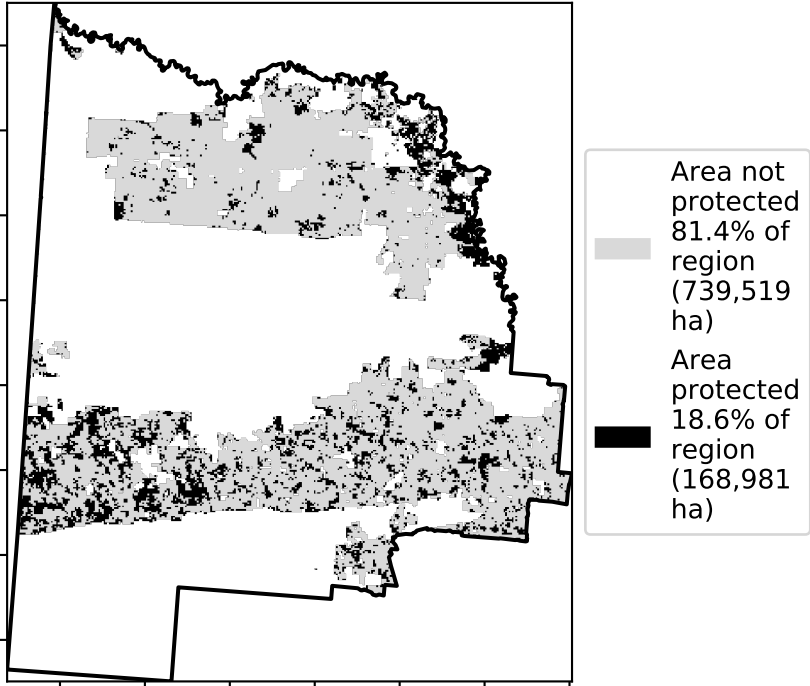 Area not
protected
81.4% of
region
(739,519
ha)
Area
protected
18.6% of
region
(168,981
ha)